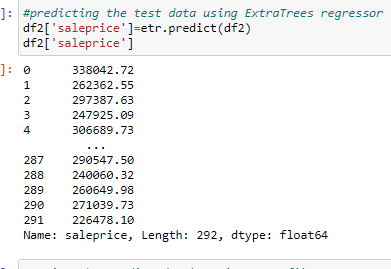 ]: #predicting the test data using ExtraTrees regressor
df2['saleprice']=etr.predict(df2)
df2['saleprice']
]: 0 338042.72
1 262362.55
2 297387.63
3 247925.09
4 306689.73
...
287 290547.50
288 240060.32
289 260649.98
290 271039.73
291 226478.10
Name: saleprice, Length: 292, dtype: float64